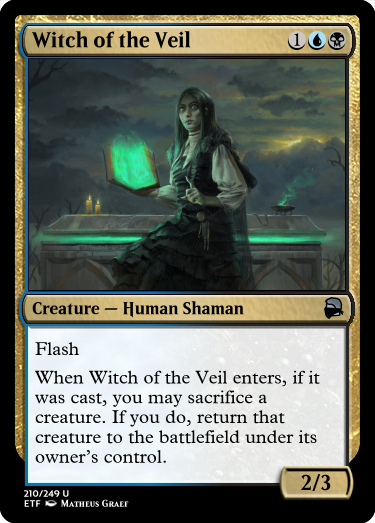 Witch of the Veil 1
Creature — Human Shaman
Flash
When Witch of the Veil enters, if it
was cast, you may sacrifice a
creature. If you do, return that
creature to the battlefield under its
owner's control.
2/3
210/249 U
ETF Matheus Graef